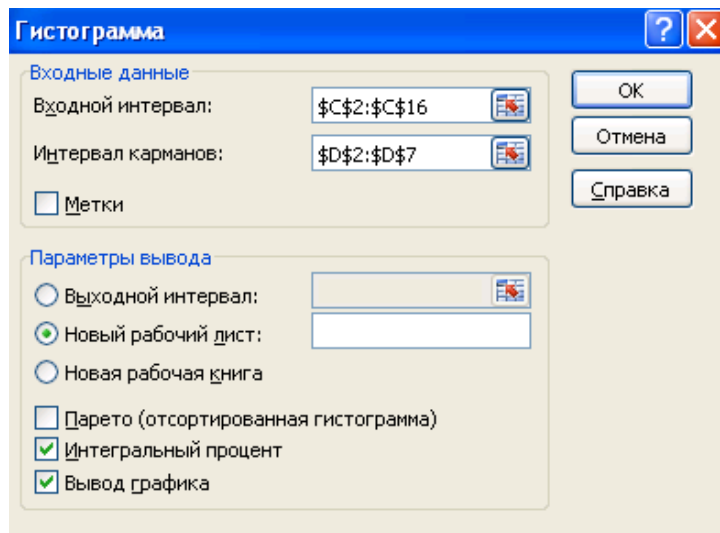 Гистограмма
Входные данные
Входной интервал:
$C$2:$C$16
Интервал карманов:
$D$2:$D$7
Метки
ОК
Отмена
Справка
Параметры вывода
Выходной интервал:
Новый рабочий лист:
Новая рабочая книга
Парето (отсортированная гистограмма)
Интегральный процент
Вывод графика